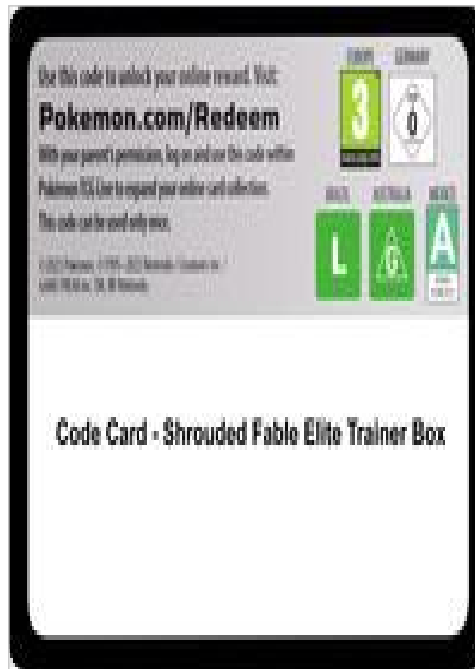 Use this code to unlock your online reward. Visit:
Pokemon.com/Redeem
With your parent's permission, log on and use this code within
Pokémon TCG Live to expand your online card collection.
This code can be used only once.
EUROPE GERMANY
3
0
BRAZIL AUSTRALIA MEXICO
L
G
A
Code Card - Shrouded Fable Elite Trainer Box